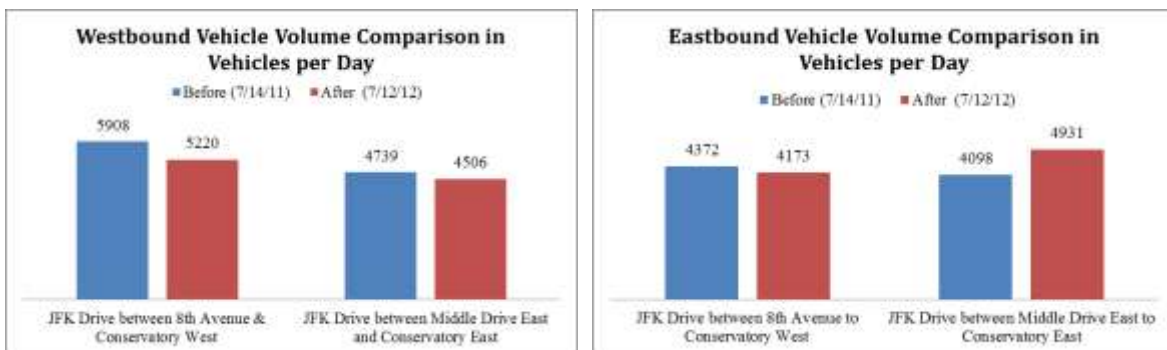 Westbound Vehicle Volume Comparison in
Vehicles per Day
Before (7/14/11) After (7/12/12)
5908
5220
4739
4506
JFK Drive between 8th Avenue &
Conservatory West
JFK Drive between Middle Drive East
and Conservatory East
Eastbound Vehicle Volume Comparison in
Vehicles per Day
Before (7/14/11) After (7/12/12)
4372
4173
4098
4931
JFK Drive between 8th Avenue to
Conservatory West
JFK Drive between Middle Drive East to
Conservatory East